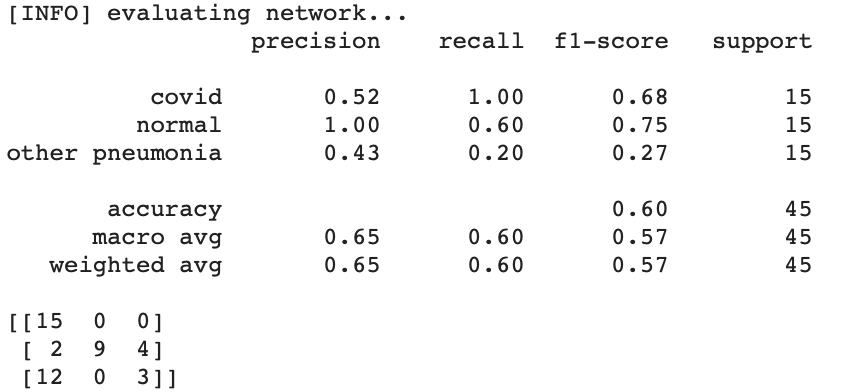 [INFO] evaluating network...
precision recall f1-score support
covid 0.52 1.00 0.68 15
normal 1.00 0.60 0.75 15
other pneumonia 0.43 0.20 0.27 15
accuracy 0.60 45
macro avg 0.65 0.60 0.57 45
weighted avg 0.65 0.60 0.57 45
[[15 0 0]
[ 2 9 4]
[12 0 3]]